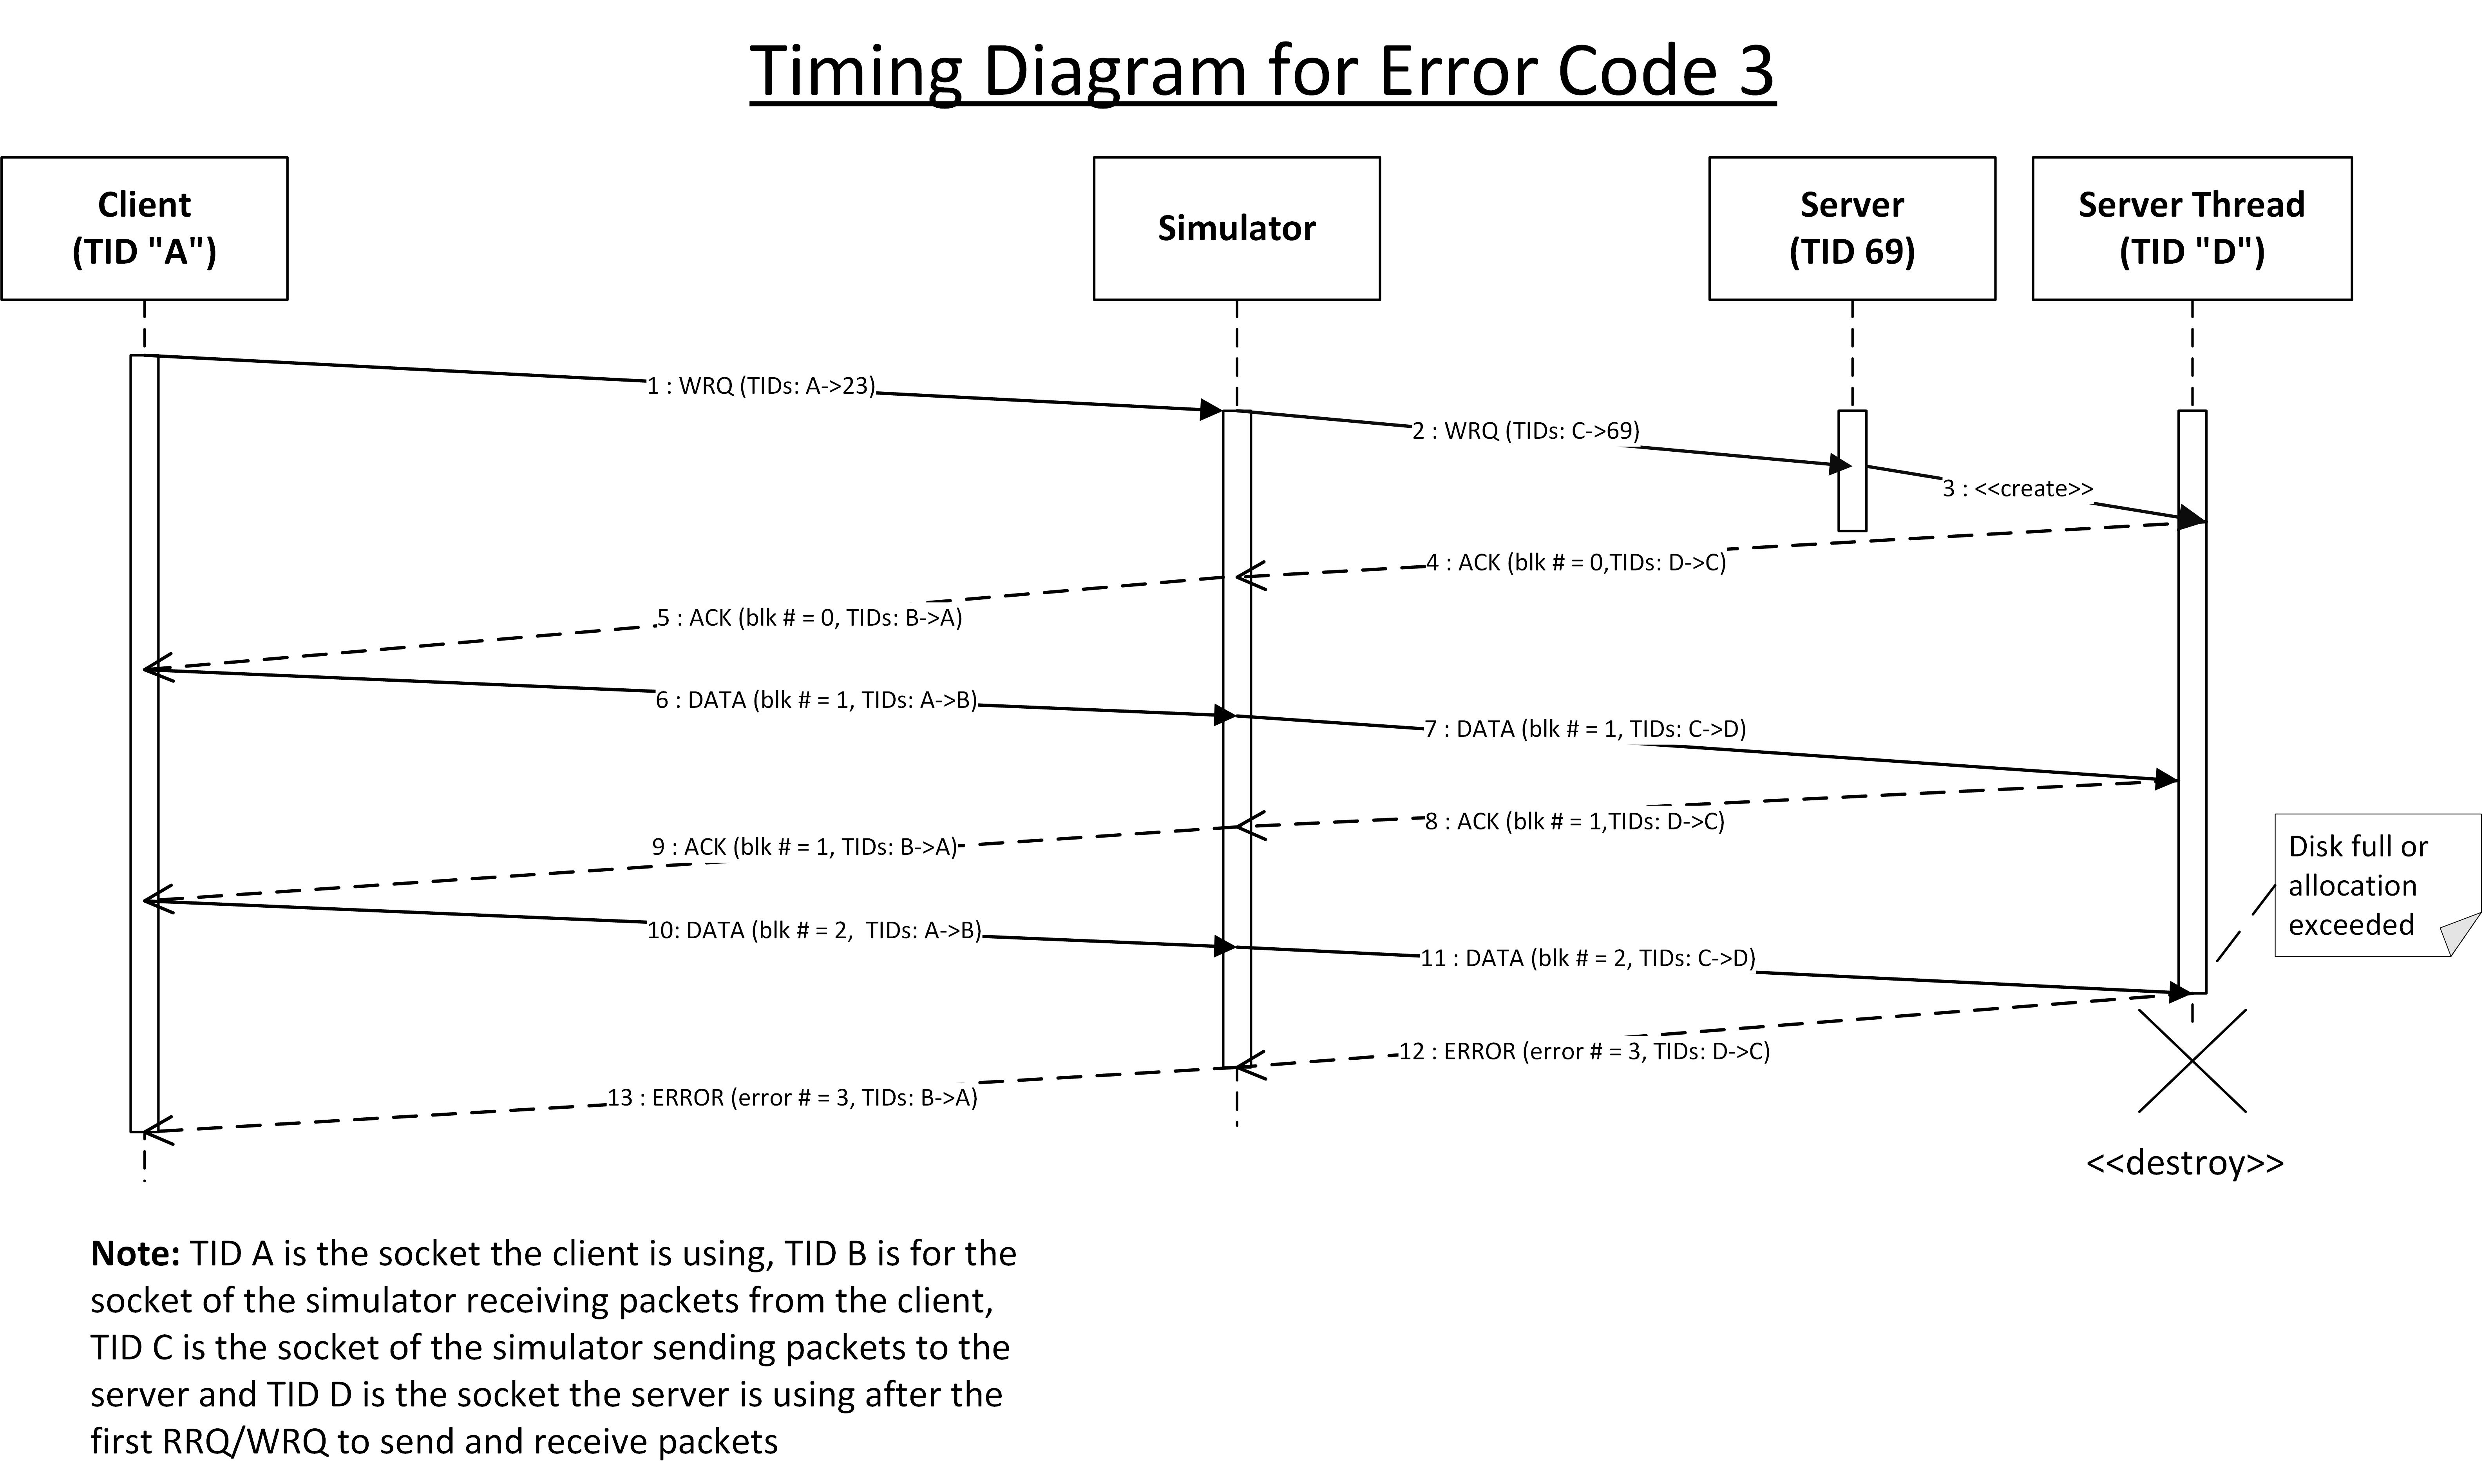 Timing Diagram for Error Code 3
Client
(TID "A")
Simulator
Server
(TID 69)
Server Thread
(TID "D")
1 : WRQ (TIDs: A->23)
2 : WRQ (TIDs: C->69)
3 : <<create>>
4 : ACK (blk # = 0,TIDs: D->C)
5 : ACK (blk # = 0, TIDs: B->A)
6 : DATA (blk # = 1, TIDs: A->B)
7 : DATA (blk # = 1, TIDs: C->D)
8 : ACK (blk # = 1,TIDs: D->C)
9 : ACK (blk # = 1, TIDs: B->A)
Disk full or
allocation
exceeded
10: DATA (blk # = 2,  TIDs: A->B)
11 : DATA (blk # = 2, TIDs: C->D)
12 : ERROR (error # = 3, TIDs: D->C)
13 : ERROR (error # = 3, TIDs: B->A)
<<destroy>>
Note: TID A is the socket the client is using, TID B is for the
socket of the simulator receiving packets from the client,
TID C is the socket of the simulator sending packets to the
server and TID D is the socket the server is using after the
first RRQ/WRQ to send and receive packets